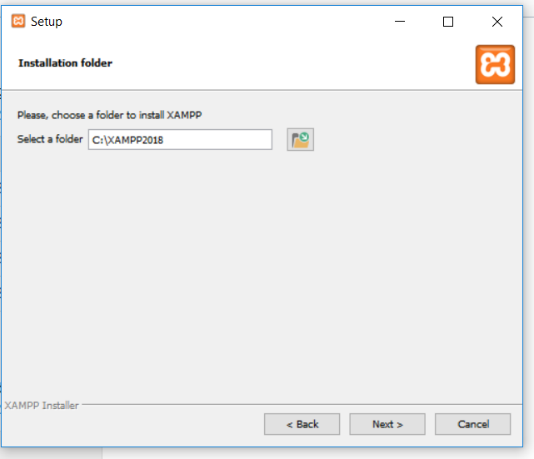 Setup
Installation folder
Please, choose a folder to install XAMPP
Select a folder C:\XAMPP2018
XAMPP Installer
< Back Next > Cancel